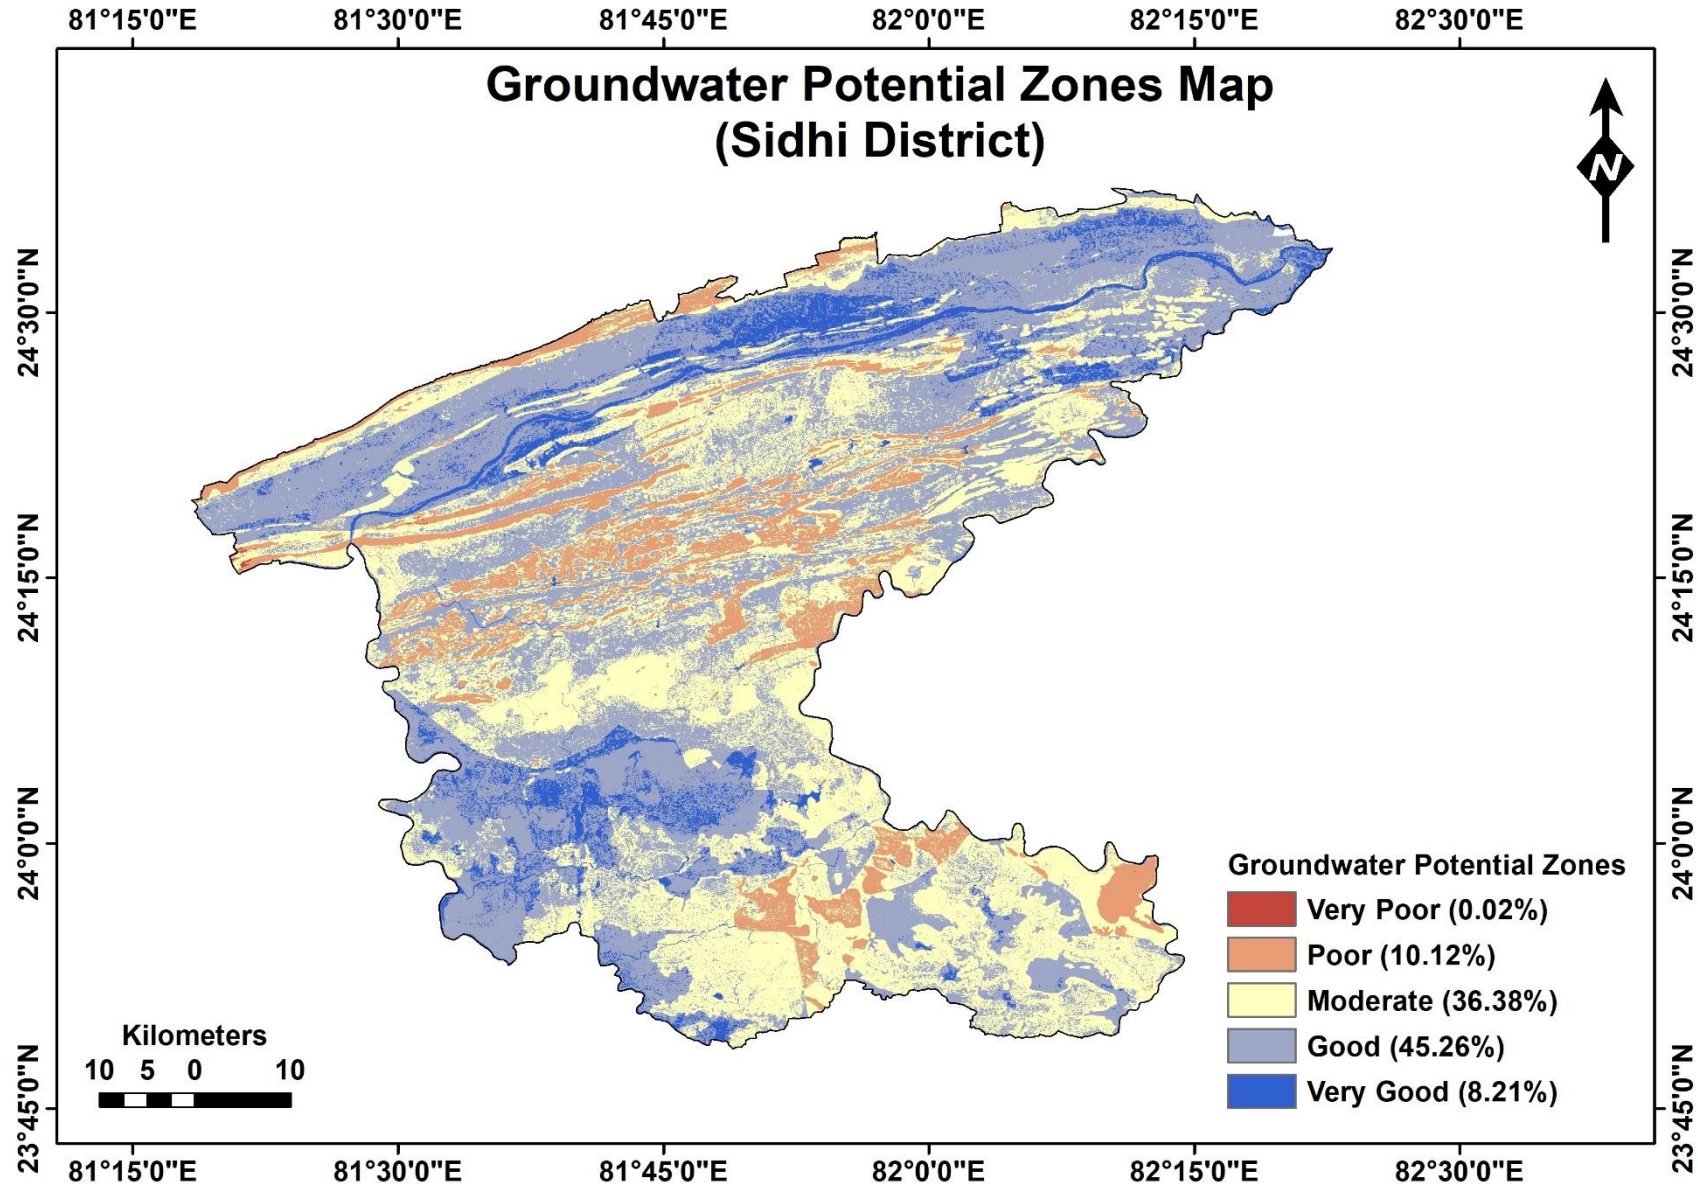 81°15'0"E 81°30'0"E 81°45'0"E 82°0'0"E 82°15'0"E 82°30'0"E
Groundwater Potential Zones Map
(Sidhi District)
N
24°30'0"N
24°30'0"N
24°15'0"N
24°15'0"N
24°0'0"N
24°0'0"N
Groundwater Potential Zones
Very Poor (0.02%)
Poor (10.12%)
Moderate (36.38%)
Good (45.26%)
Very Good (8.21%)
Kilometers
10 5 0 10
23°45'0"N
23°45'0"N
81°15'0"E 81°30'0"E 81°45'0"E 82°0'0"E 82°15'0"E 82°30'0"E